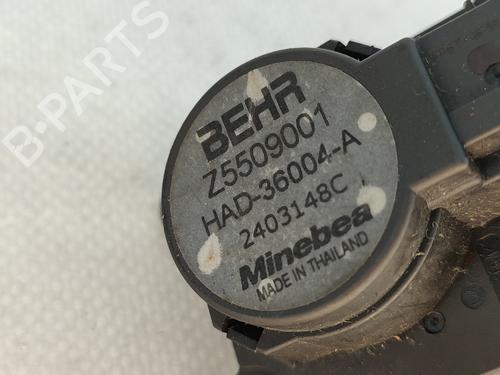 B-PARTS
BEHR
Z5509001
HAD-36004-A
2403148C
Minebea
MADE IN THAILAND